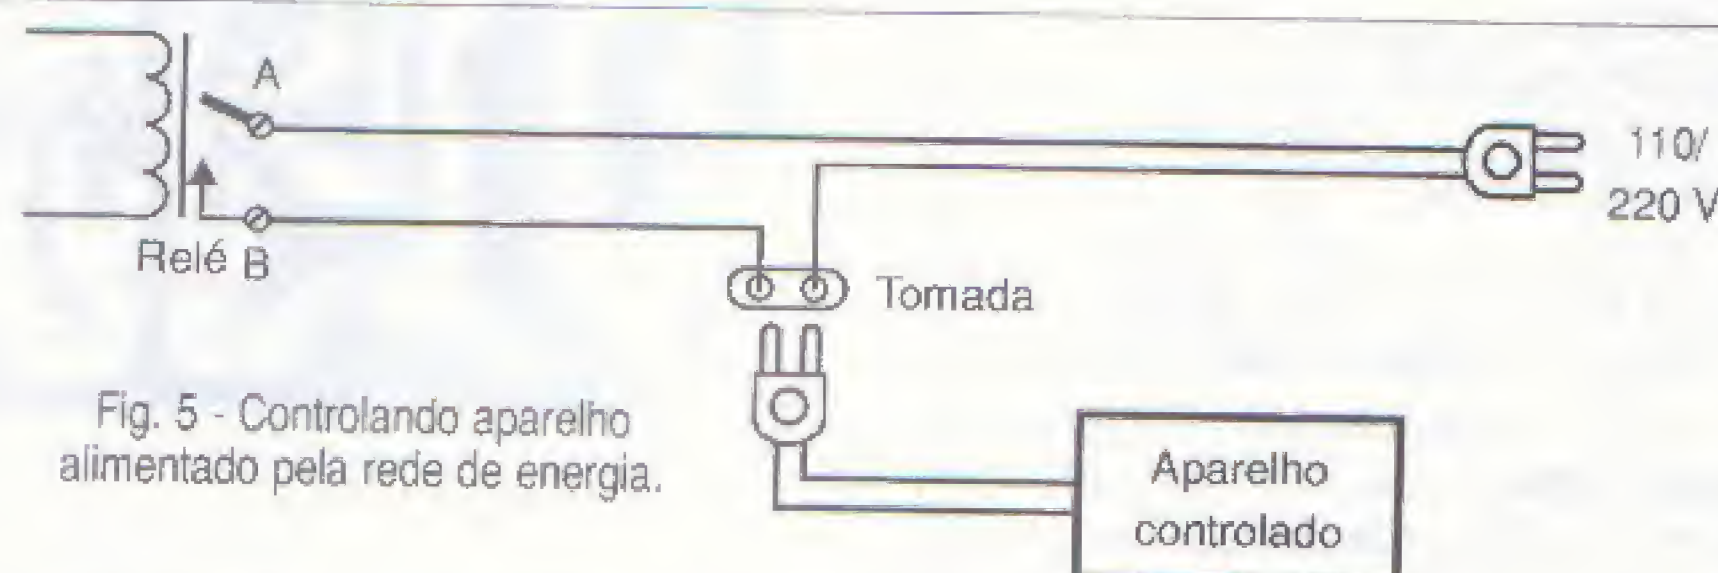 A
110/
220 V
Relé B
Tomada
Fig. 5 - Controlando aparelho
alimentado pela rede de energia.
Aparelho
controlado